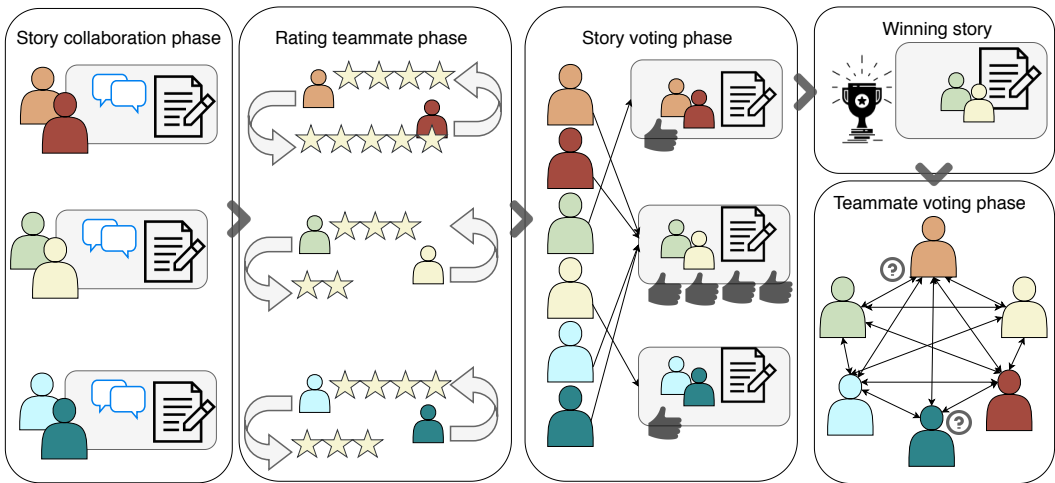 Story collaboration phase
Rating teammate phase
Story voting phase
Winning story
Teammate voting phase
?
?